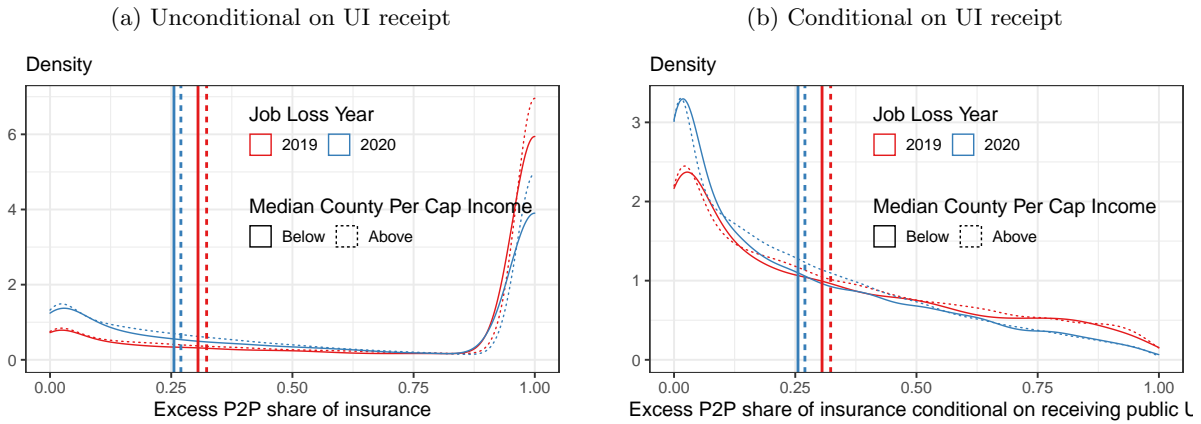 (a) Unconditional on UI receipt
Density
Job Loss Year
2019 2020
Median County Per Cap Income
Below Above
6
4
2
0
0.00 0.25 0.50 0.75 1.00
Excess P2P share of insurance
(b) Conditional on UI receipt
Density
Job Loss Year
2019 2020
Median County Per Cap Income
Below Above
3
2
1
0
0.00 0.25 0.50 0.75 1.00
Excess P2P share of insurance conditional on receiving public U